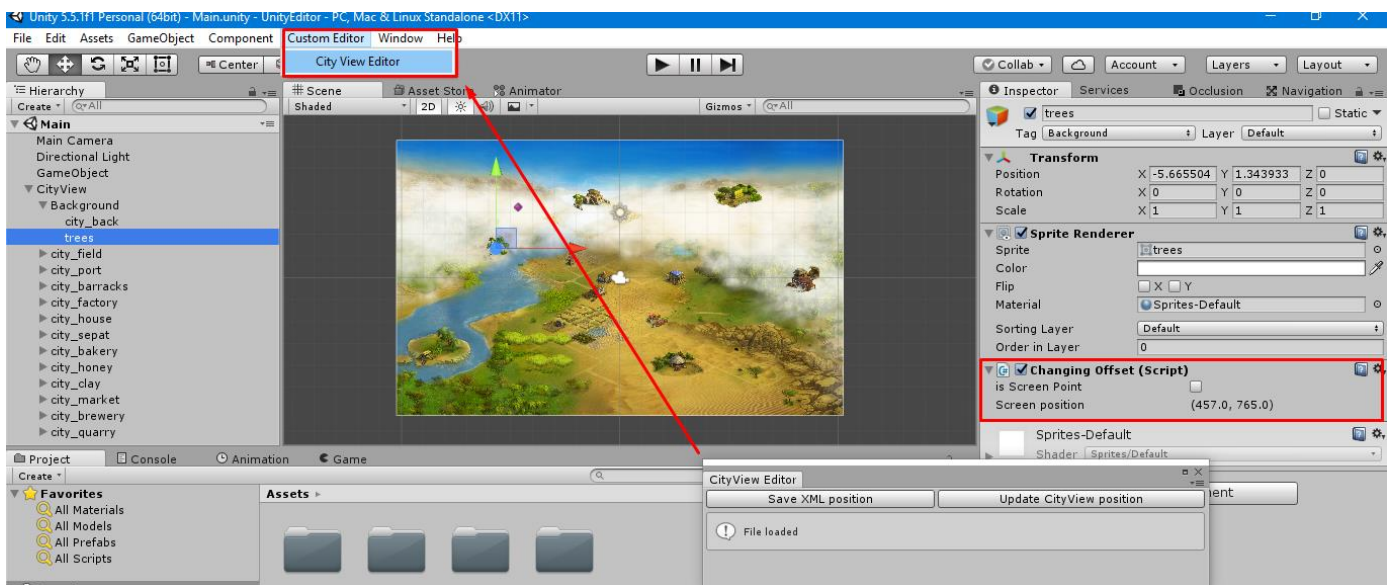 Unity 5.5.1f1 Personal (64bit) - Main.unity - UnityEditor - PC, Mac & Linux Standalone <DX11>
File Edit Assets GameObject Component Custom Editor Window Help
City View Editor
Center
Collab Account Layers Layout
Hierarchy
Create All
Main
Main Camera
Directional Light
GameObject
CityView
Background
city_back
trees
city_field
city_port
city_barracks
city_factory
city_house
city_sepat
city_bakery
city_honey
city_clay
city_market
city_brewery
city_quarry
Scene Asset Store Animator
Shaded 2D Gizmos All
Inspector Services Occlusion Navigation
trees Static
Tag Background Layer Default
Transform
Position X -5.665504 Y 1.343933 Z 0
Rotation X 0 Y 0 Z 0
Scale X 1 Y 1 Z 1
Sprite Renderer
Sprite trees
Color
Flip X Y
Material Sprites-Default
Sorting Layer Default
Order in Layer 0
Changing Offset (Script)
is Screen Point
Screen position (457.0, 765.0)
Sprites-Default
Shader Sprites/Default
Project Console Animation Game
Create
Favorites
All Materials
All Models
All Prefabs
All Scripts
Assets
CityView Editor
Save XML position Update CityView position
File loaded